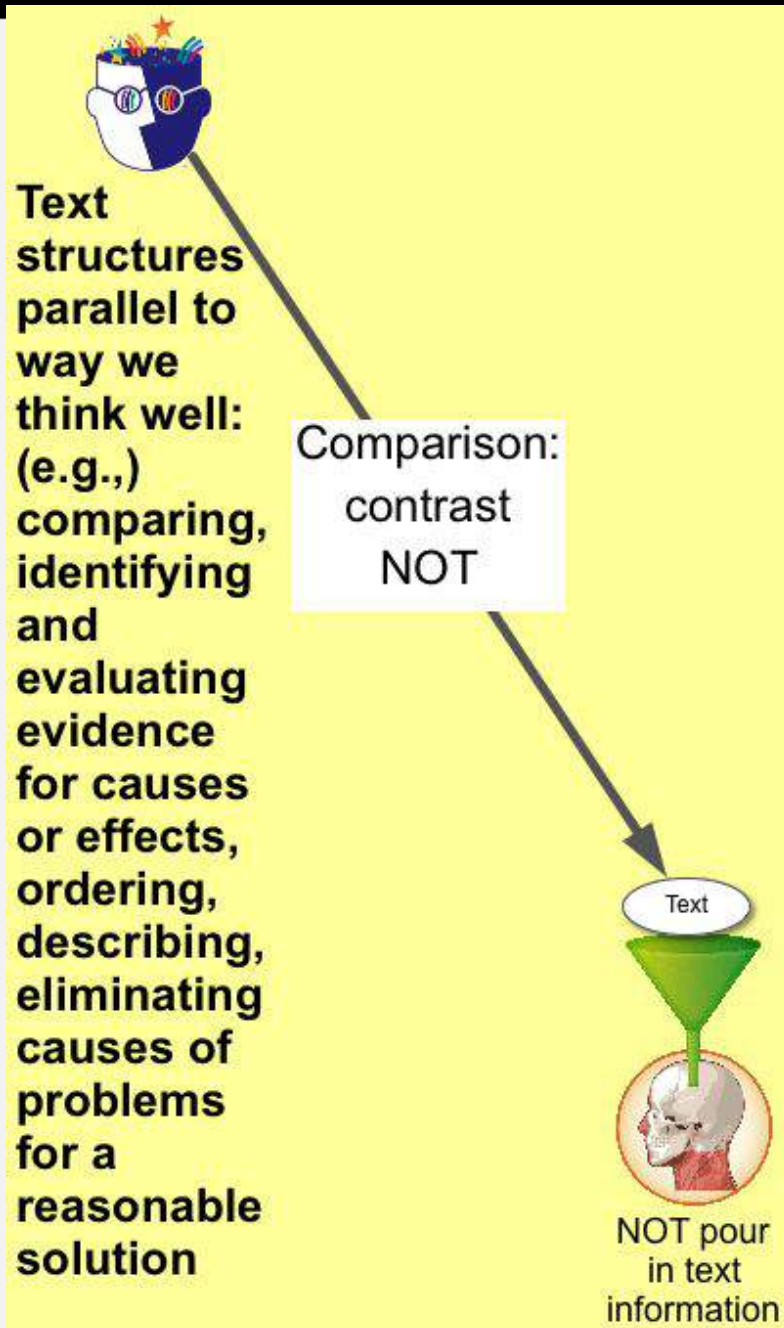 Text
structures
parallel to
way we
think well:
(e.g.,)
comparing,
identifying
and
evaluating
evidence
for causes
or effects,
ordering,
describing,
eliminating
causes of
problems
for a
reasonable
solution
Comparison:
contrast
NOT
Text
NOT pour
in text
information